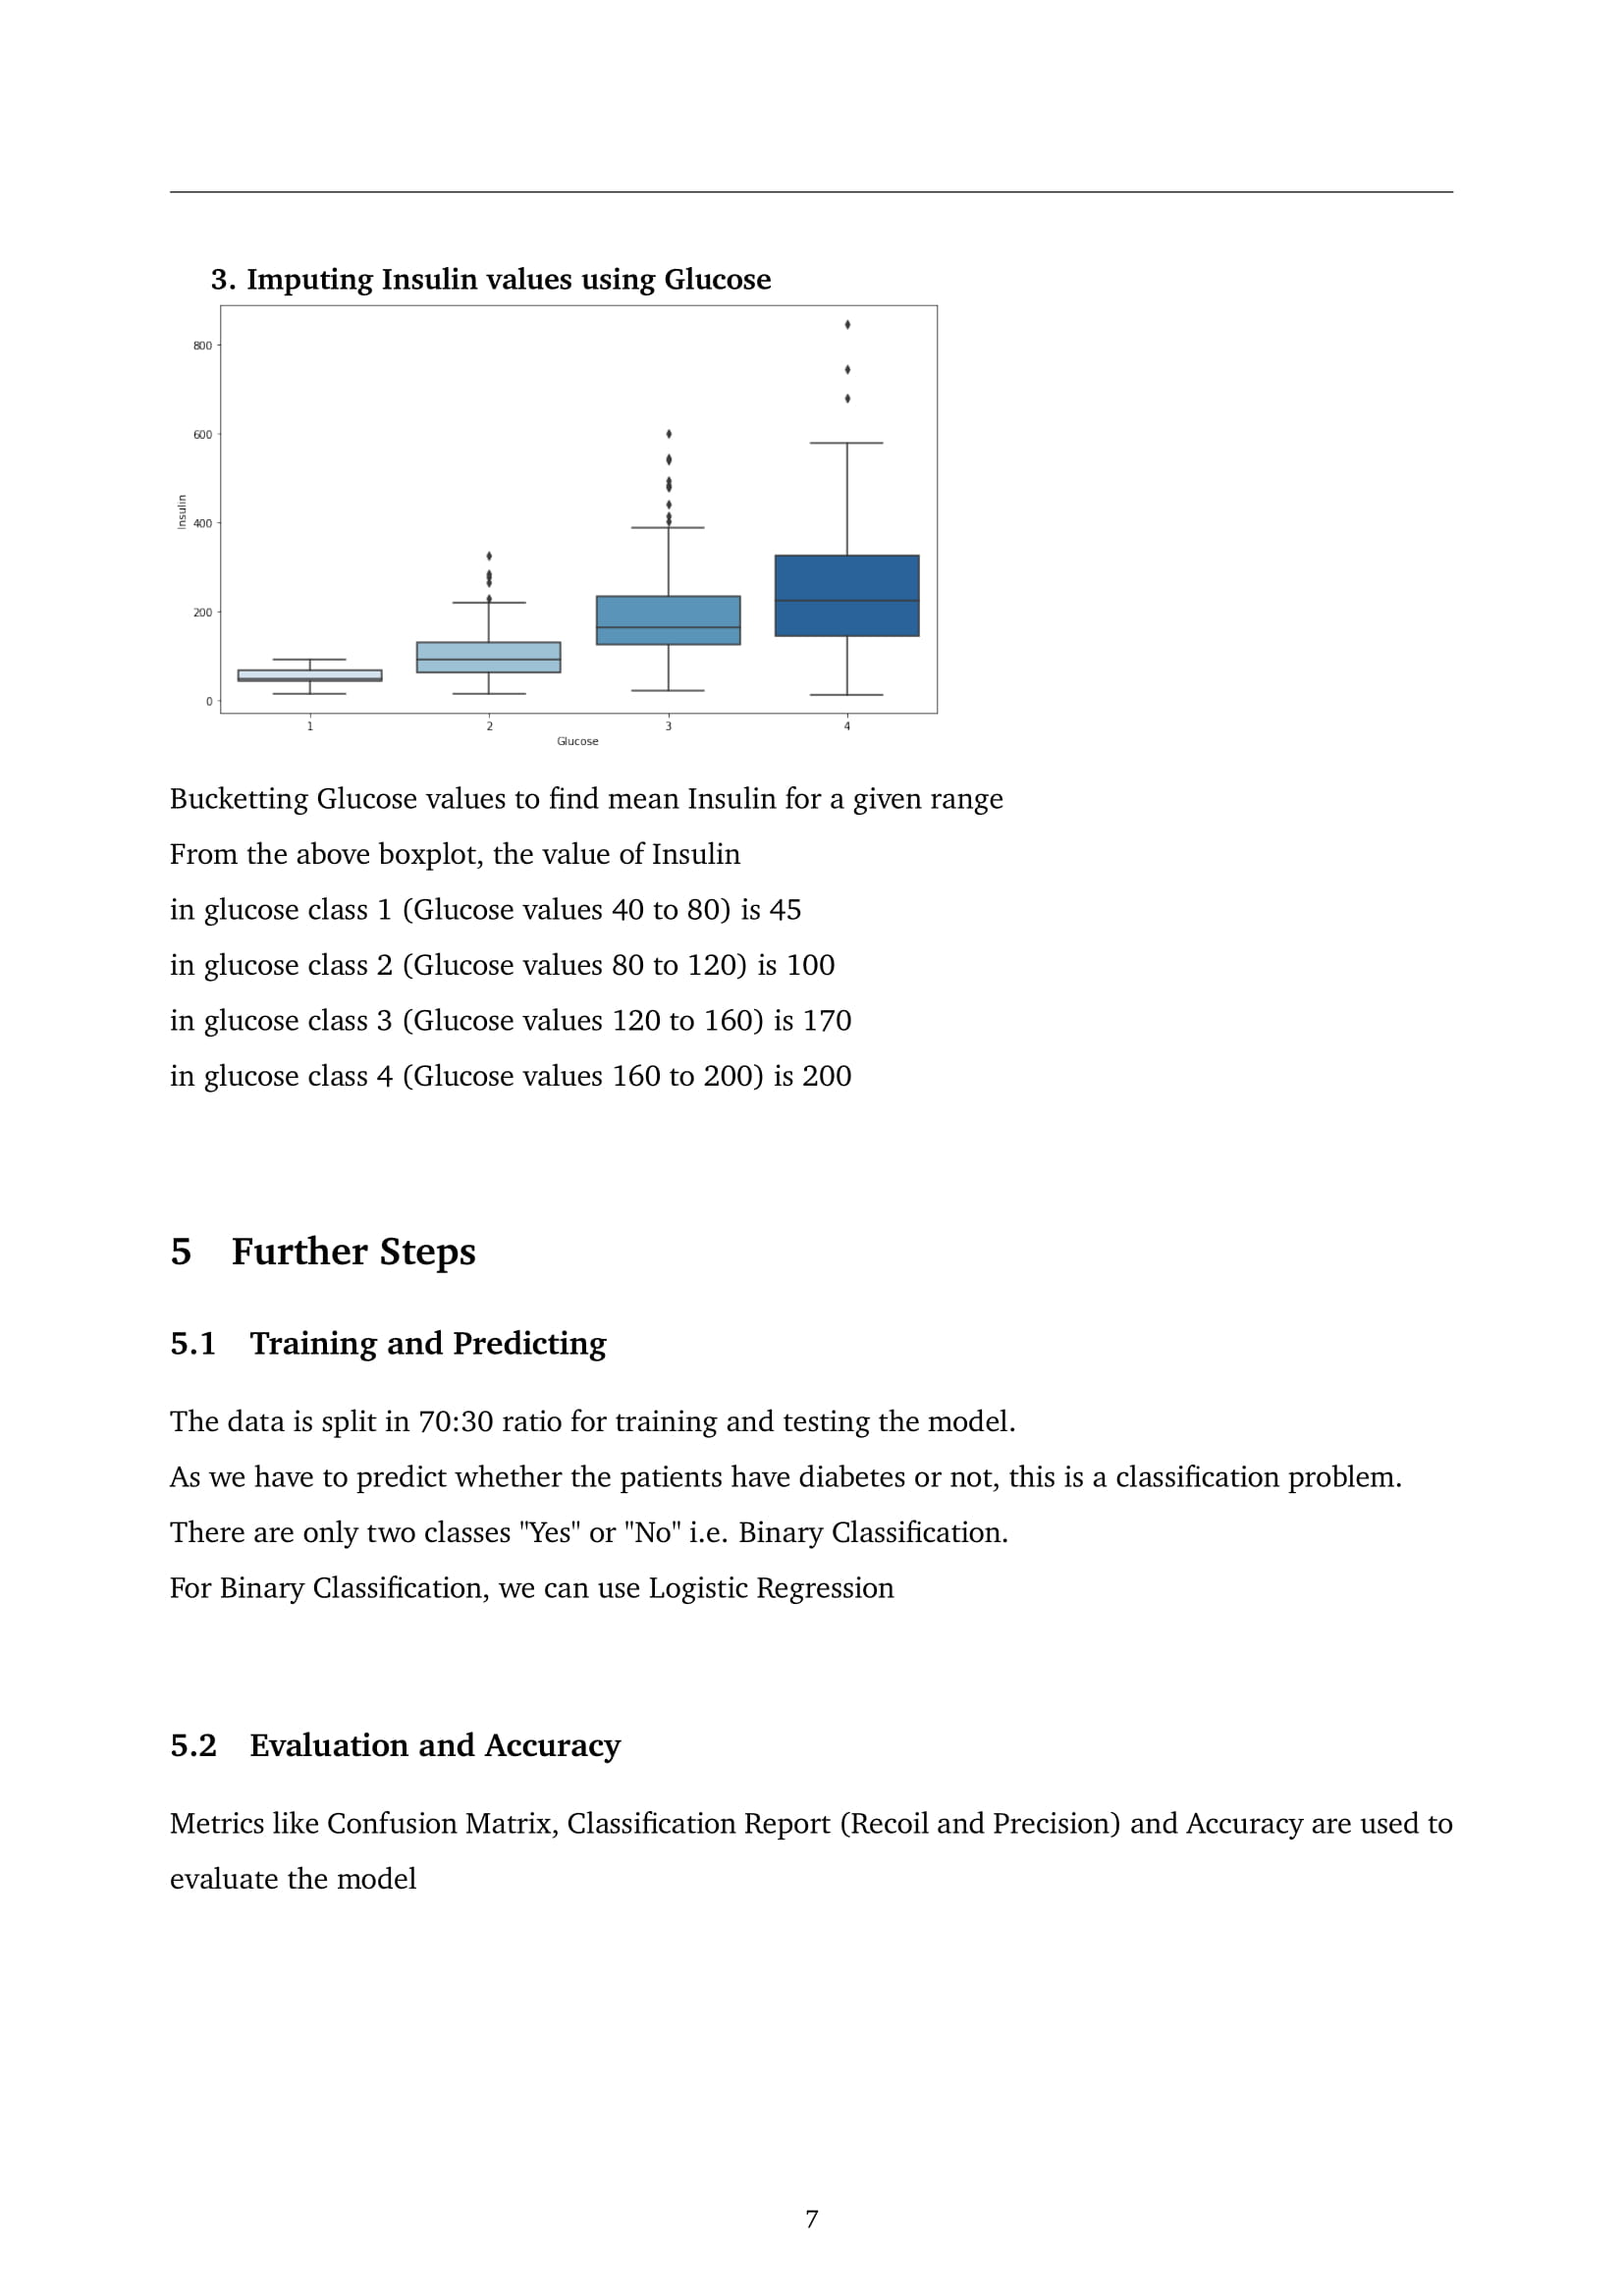 3. Imputing Insulin values using Glucose
800
600
400
200
0
Insulin
1 2 3 4
Glucose
Bucketting Glucose values to find mean Insulin for a given range
From the above boxplot, the value of Insulin
in glucose class 1 (Glucose values 40 to 80) is 45
in glucose class 2 (Glucose values 80 to 120) is 100
in glucose class 3 (Glucose values 120 to 160) is 170
in glucose class 4 (Glucose values 160 to 200) is 200
5 Further Steps
5.1 Training and Predicting
The data is split in 70:30 ratio for training and testing the model.
As we have to predict whether the patients have diabetes or not, this is a classification problem.
There are only two classes "Yes" or "No" i.e. Binary Classification.
For Binary Classification, we can use Logistic Regression
5.2 Evaluation and Accuracy
Metrics like Confusion Matrix, Classification Report (Recoil and Precision) and Accuracy are used to
evaluate the model
7